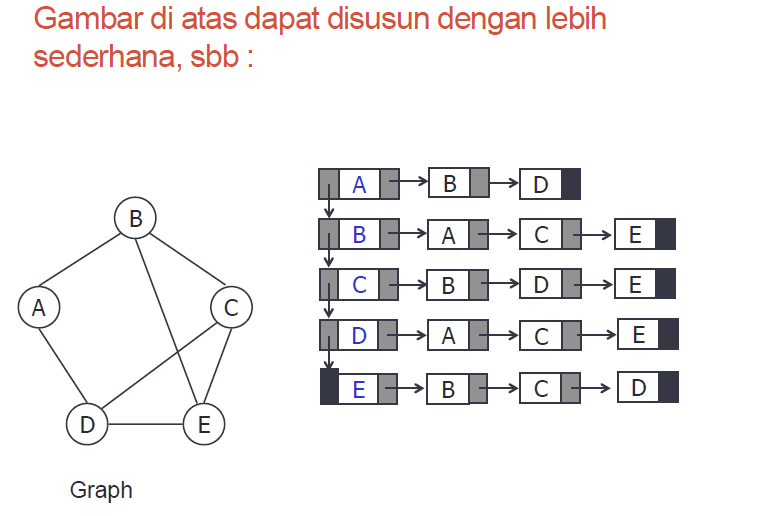 Gambar di atas dapat disusun dengan lebih
sederhana, sbb :
B
A
C
D
E
Graph
A B D
B A C E
C B D E
D A C E
E B C D